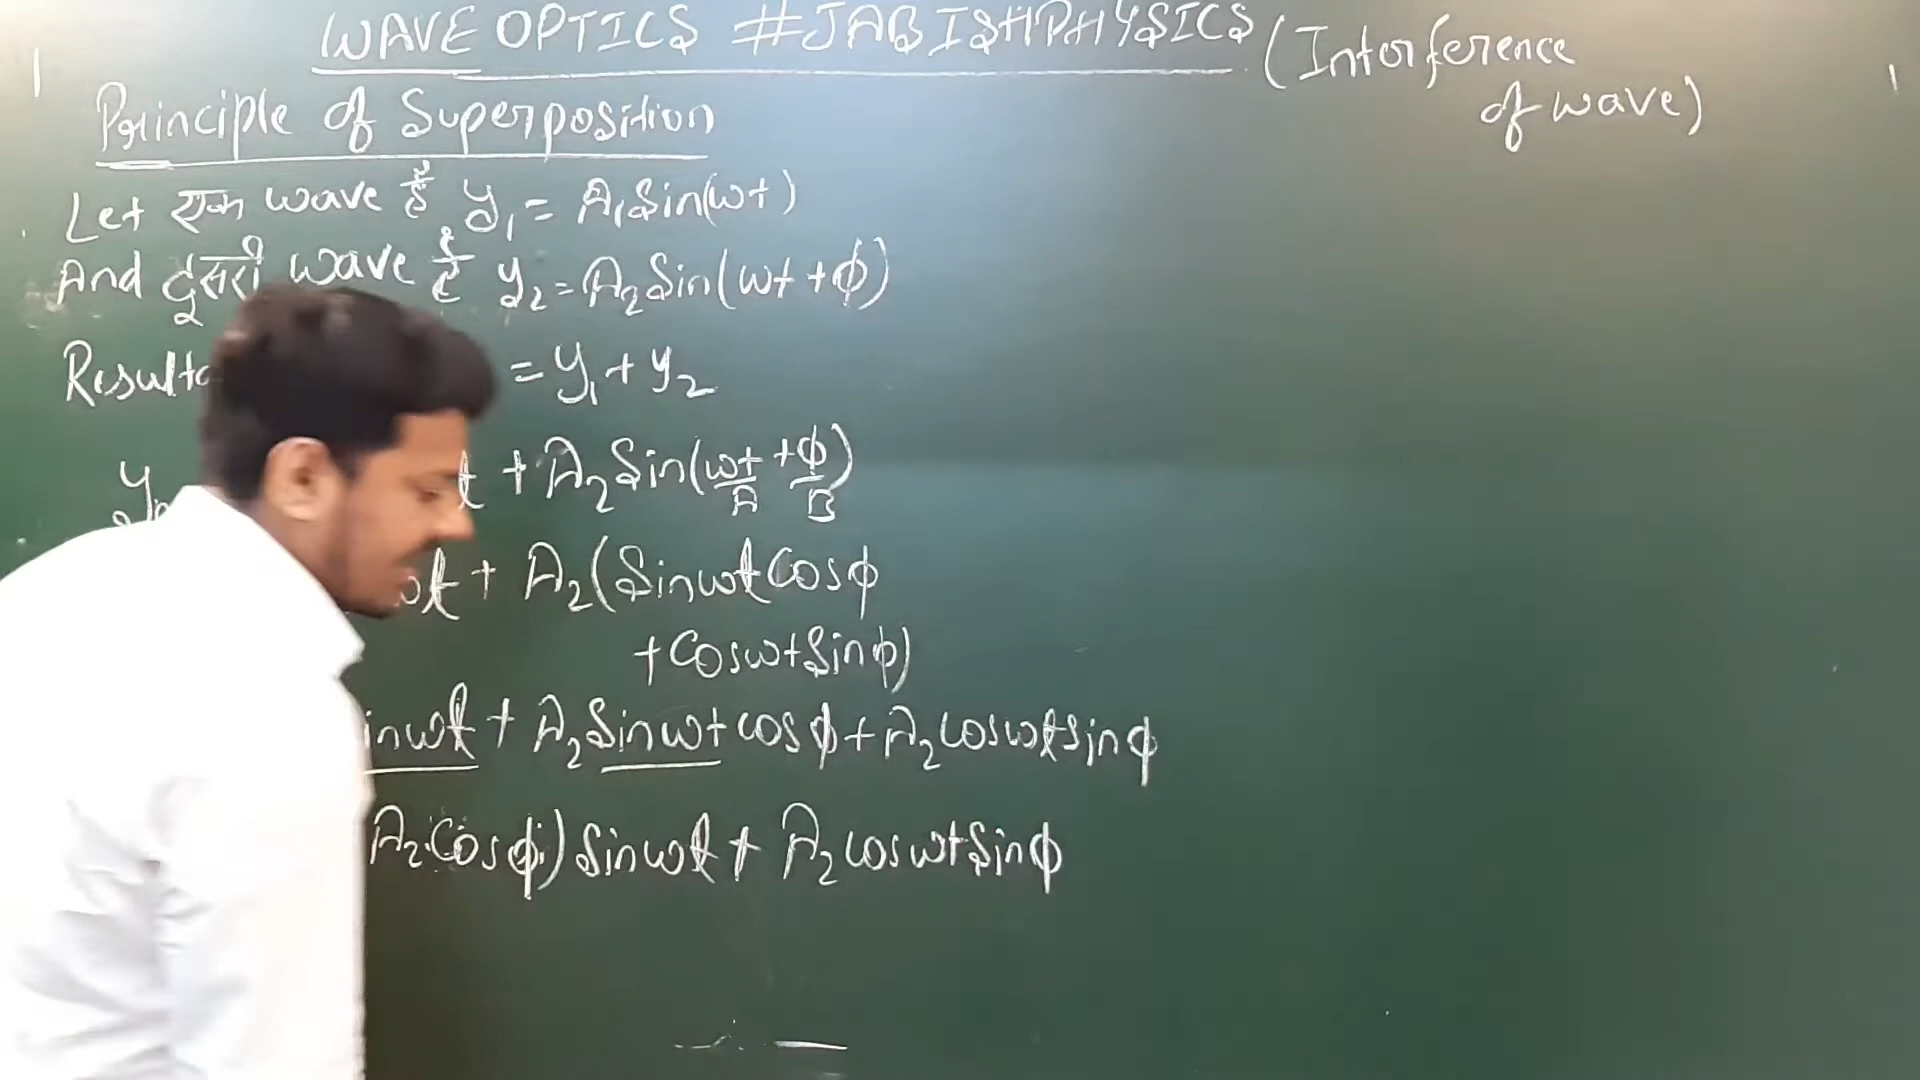 WAVE OPTICS #JABISHPHYSICS (Interference
of wave)
Principle of Superposition
Let एक wave है y₁ = A₁Sin(ωt)
And दुसरी wave है y₂ = A₂Sin(ωt + ϕ)
= y₁ + y₂
t + A₂Sin(ωt + ϕ)
A B
ωt + A₂(Sinωt Cosϕ
+ Cosωt Sinϕ)
inωt + A₂Sinωt cosϕ + A₂cosωt sinϕ
A₂Cosϕ) Sinωt + A₂cosωt Sinϕ